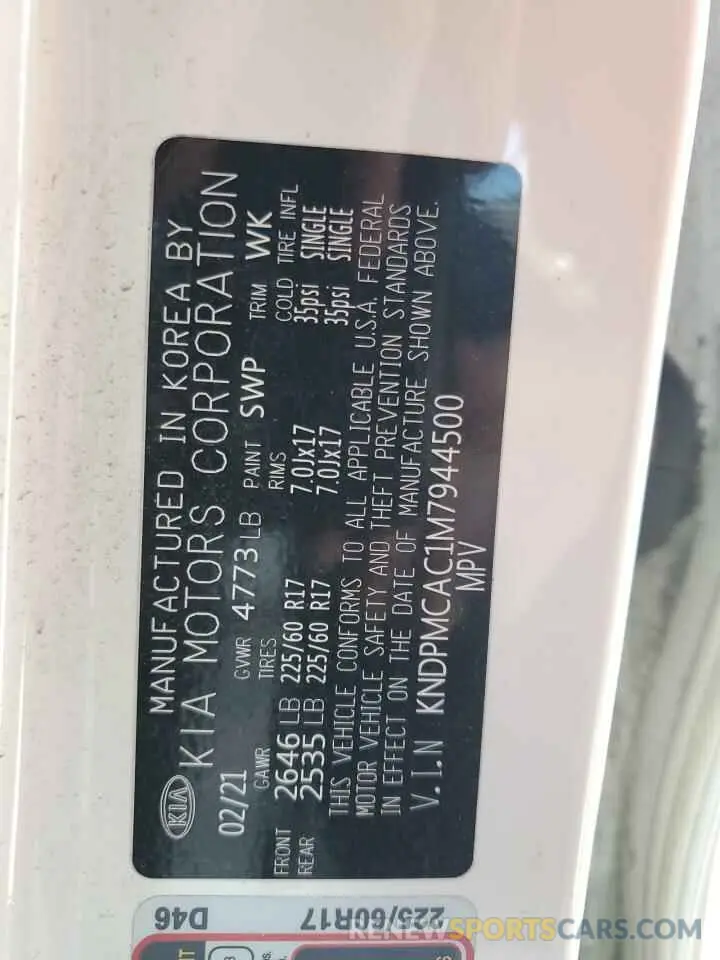 KIA
MANUFACTURED IN KOREA BY
KIA MOTORS CORPORATION
02/21 GVWR 4773 LB PAINT SWP TRIM WK
GAWR TIRES RIMS COLD TIRE INFL
FRONT 2646 LB 225/60 R17 7.0Jx17 35psi SINGLE
REAR 2535 LB 225/60 R17 7.0Jx17 35psi SINGLE
THIS VEHICLE CONFORMS TO ALL APPLICABLE U.S.A. FEDERAL
MOTOR VEHICLE SAFETY AND THEFT PREVENTION STANDARDS
IN EFFECT ON THE DATE OF MANUFACTURE SHOWN ABOVE.
V.I.N KNDPMCAC1M7944500
MPV
D46 225/60R17
RENEWSPORTSCARS.COM